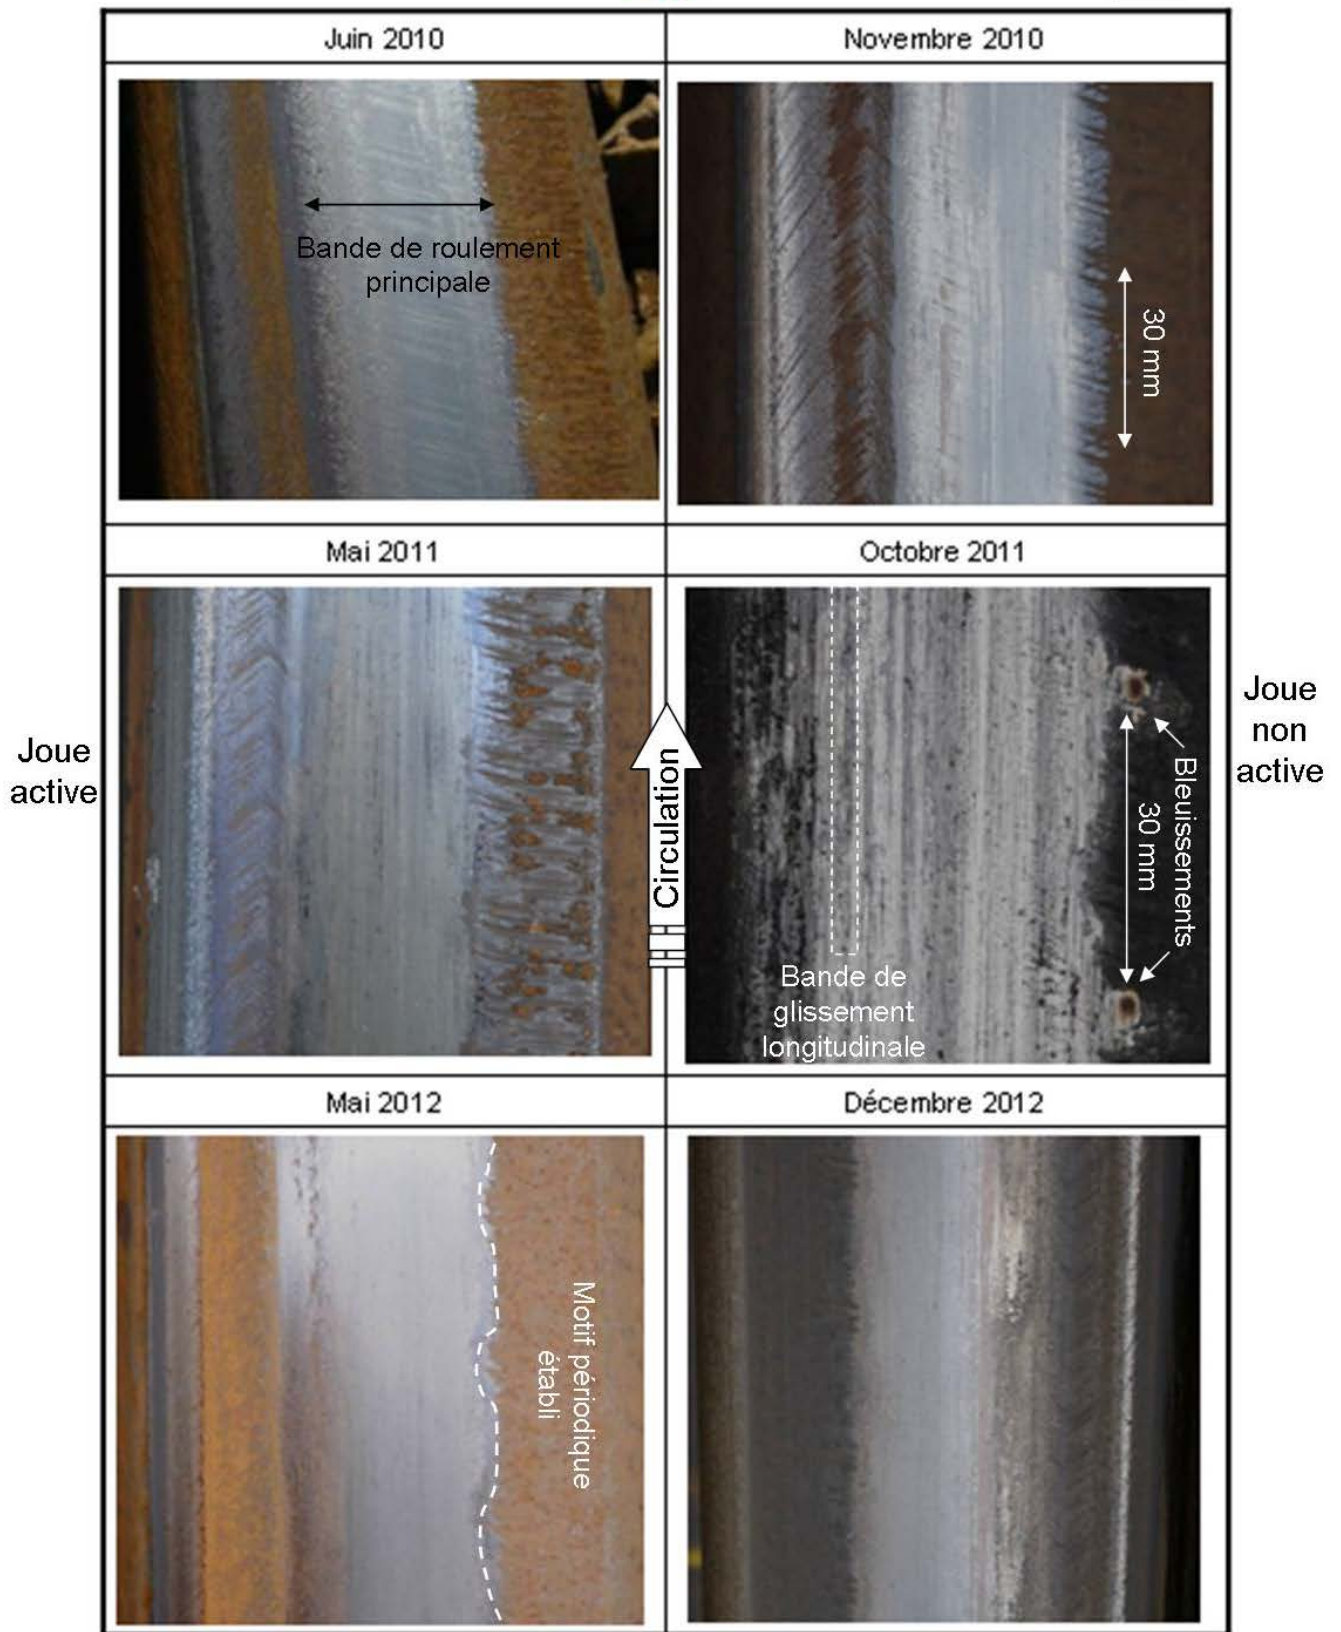 Juin 2010
Novembre 2010
Bande de roulement
principale
30 mm
Mai 2011
Octobre 2011
Joue
active
Circulation
Bande de
glissement
longitudinale
30 mm
Bleuissements
Joue
non
active
Mai 2012
Décembre 2012
Motif périodique
établi